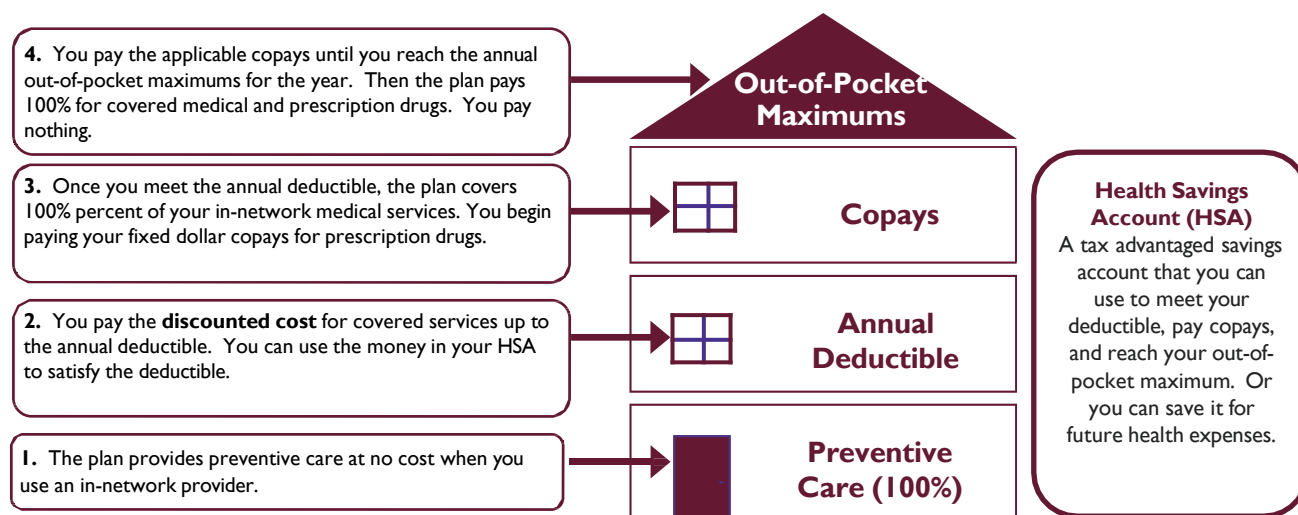 4. You pay the applicable copays until you reach the annual
out-of-pocket maximums for the year. Then the plan pays
100% for covered medical and prescription drugs. You pay
nothing.
Out-of-Pocket
Maximums
3. Once you meet the annual deductible, the plan covers
100% percent of your in-network medical services. You begin
paying your fixed dollar copays for prescription drugs.
Copays
2. You pay the discounted cost for covered services up to
the annual deductible. You can use the money in your HSA
to satisfy the deductible.
Annual
Deductible
1. The plan provides preventive care at no cost when you
use an in-network provider.
Preventive
Care (100%)
Health Savings
Account (HSA)
A tax advantaged savings
account that you can
use to meet your
deductible, pay copays,
and reach your out-of-
pocket maximum. Or
you can save it for
future health expenses.